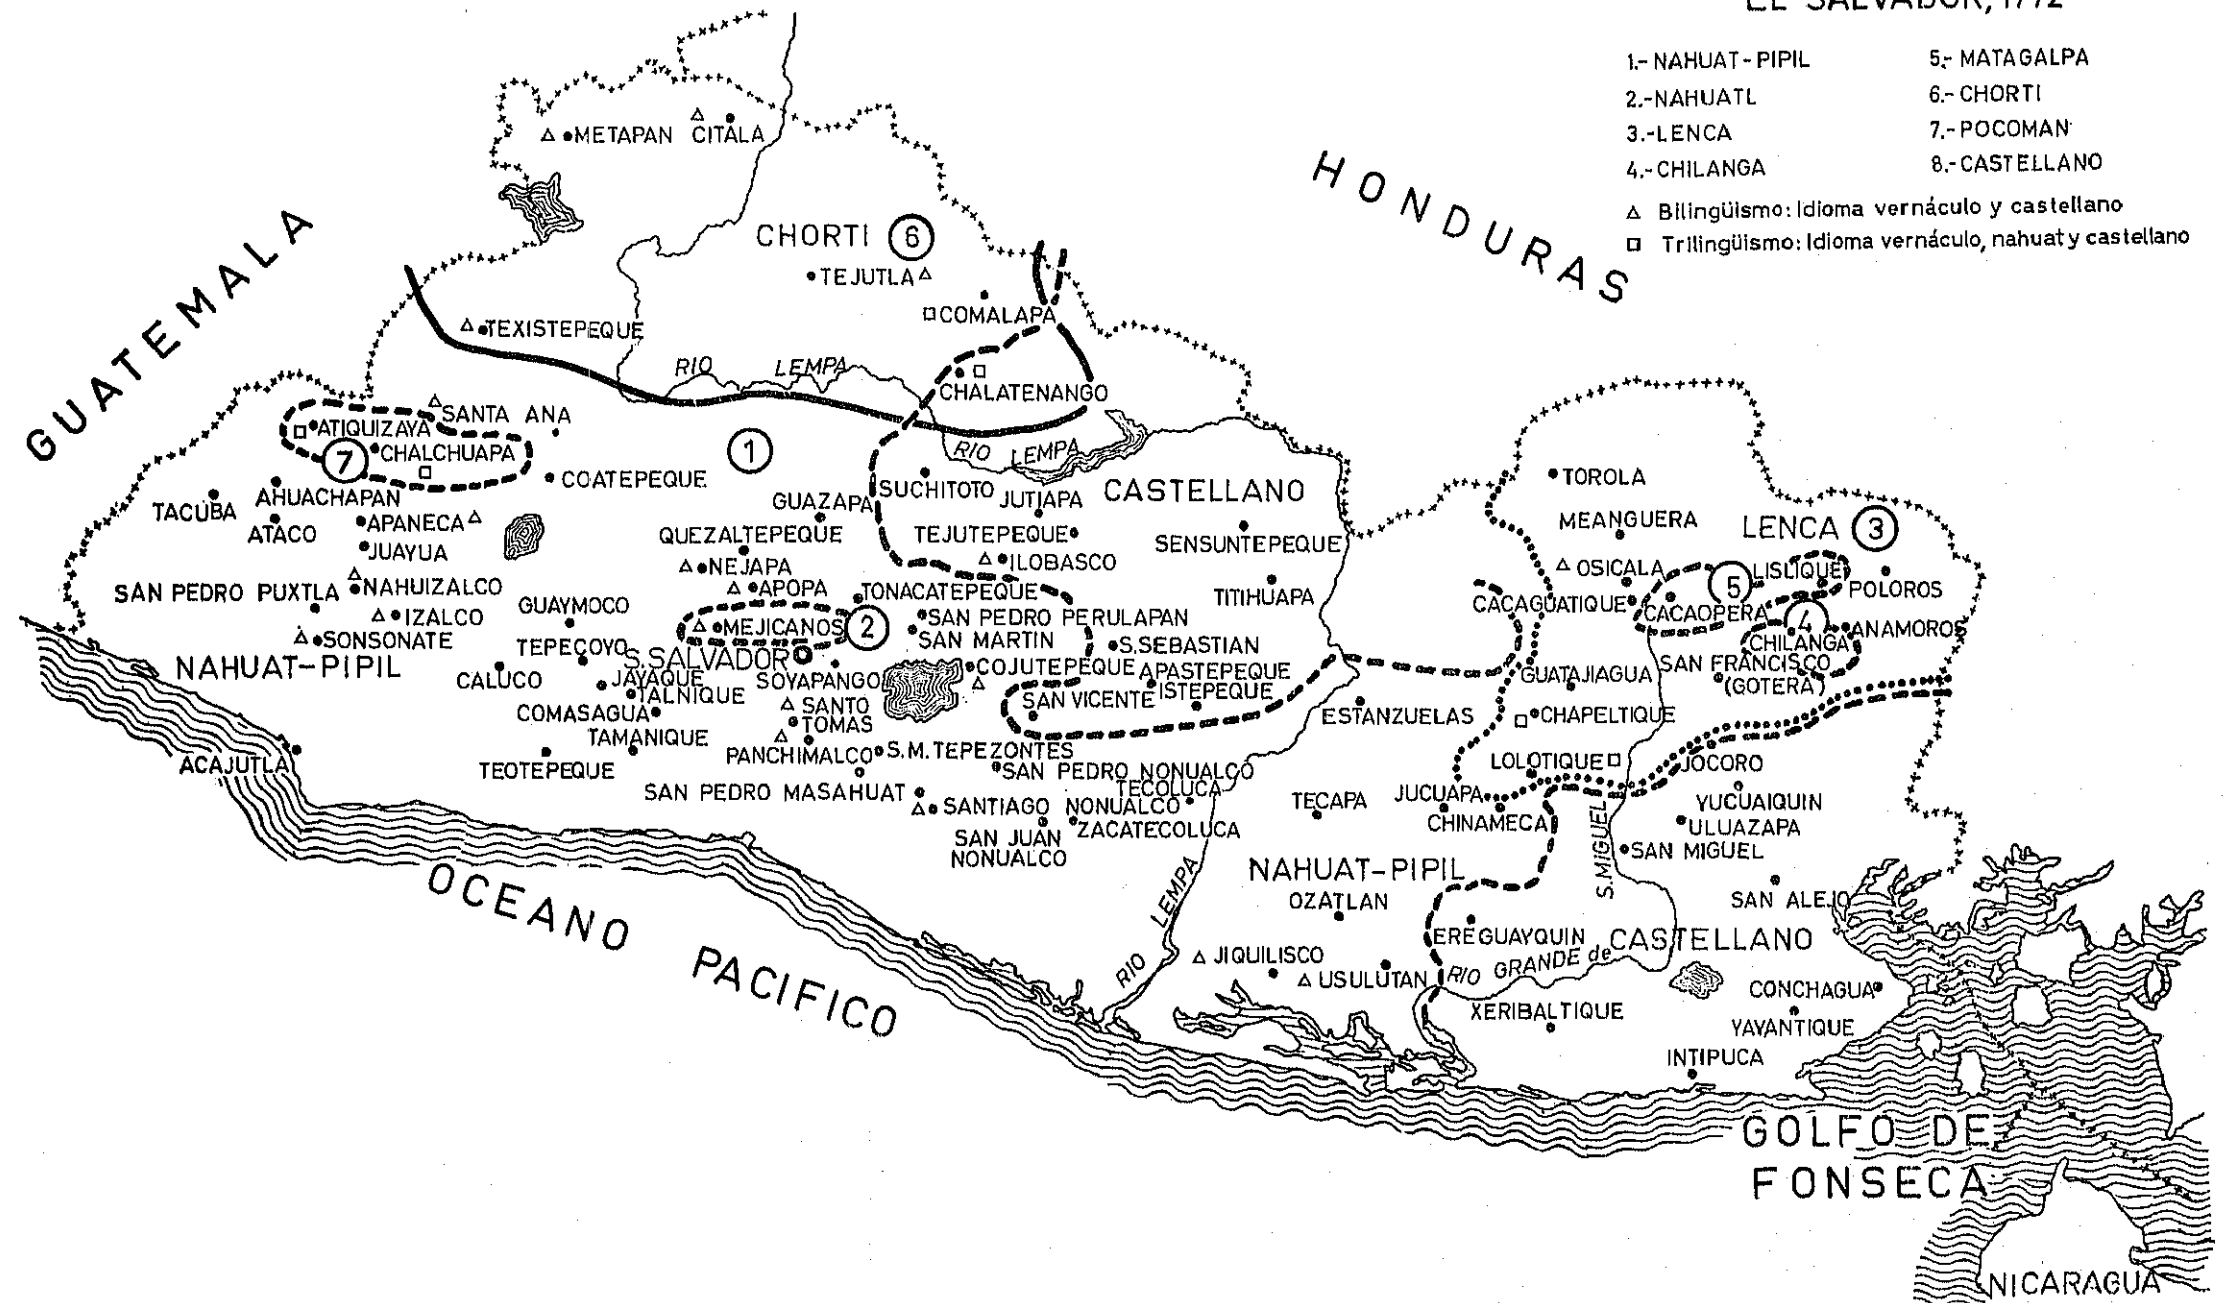 EL SALVADOR, 1772
1.- NAHUAT-PIPIL
2.- NAHUATL
3.- LENCA
4.- CHILANGA
5.- MATAGALPA
6.- CHORTI
7.- POCOMAN
8.- CASTELLANO
△ Bilingüismo: Idioma vernáculo y castellano
□ Trilingüismo: Idioma vernáculo, nahuat y castellano
GUATEMALA
HONDURAS
METAPAN
CITALA
CHORTI 6
TEJUTLA
COMALAPA
TEXISTEPEQUE
RIO LEMPA
CHALATENANGO
SANTA ANA
ATIQUIZAYA
7
CHALCHUAPA
1
RIO LEMPA
COATEPEQUE
TACUBA
AHUACHAPAN
ATACO
APANECA
JUAYUA
GUAZAPA
SUCHITOTO
JUTIAPA
CASTELLANO
QUEZALTEPEQUE
TEJUTEPEQUE
SENSUNTEPEQUE
NEJAPA
ILOBASCO
SAN PEDRO PUXTLA
NAHUIZALCO
APOPA
TONACATEPEQUE
TITIHUAPA
IZALCO
GUAYMOCO
MEJICANOS
2
SAN PEDRO PERULAPAN
SONSONATE
SAN MARTIN
S.SEBASTIAN
TEPECOYO
S.SALVADOR
NAHUAT-PIPIL
CALUCO
JAYAQUE
SOYAPANGO
COJUTEPEQUE
APASTEPEQUE
TALNIQUE
ISTEPEQUE
SAN VICENTE
COMASAGUA
SANTO
TOMAS
TAMANIQUE
PANCHIMALCO
S.M. TEPEZONTES
ACAJUTLA
TEOTEPEQUE
SAN PEDRO NONUALCO
SAN PEDRO MASAHUAT
TECOLUCA
SANTIAGO NONUALCO
SAN JUAN
NONUALCO
ZACATECOLUCA
TOROLA
MEANGUERA
LENCA 3
OSICALA
5
LISLIQUE
POLOROS
CACAGUATIQUE
CACAOPERA
4
CHILANGA
ANAMOROS
GUATAJIAGUA
SAN FRANCISCO
(GOTERA)
ESTANZUELAS
CHAPELTIQUE
LOLOTIQUE
JOCORO
TECAPA
JUCUAPA
CHINAMECA
YUCUAIQUIN
ULUAZAPA
S.MIGUEL
SAN MIGUEL
NAHUAT-PIPIL
OZATLAN
SAN ALEJO
RIO LEMPA
EREGUAYQUIN
CASTELLANO
JIQUILISCO
USULUTAN
RIO GRANDE de
CONCHAGUA
XERIBALTIQUE
YAYANTIQUE
INTIPUCA
OCEANO PACIFICO
GOLFO DE
FONSECA
NICARAGUA